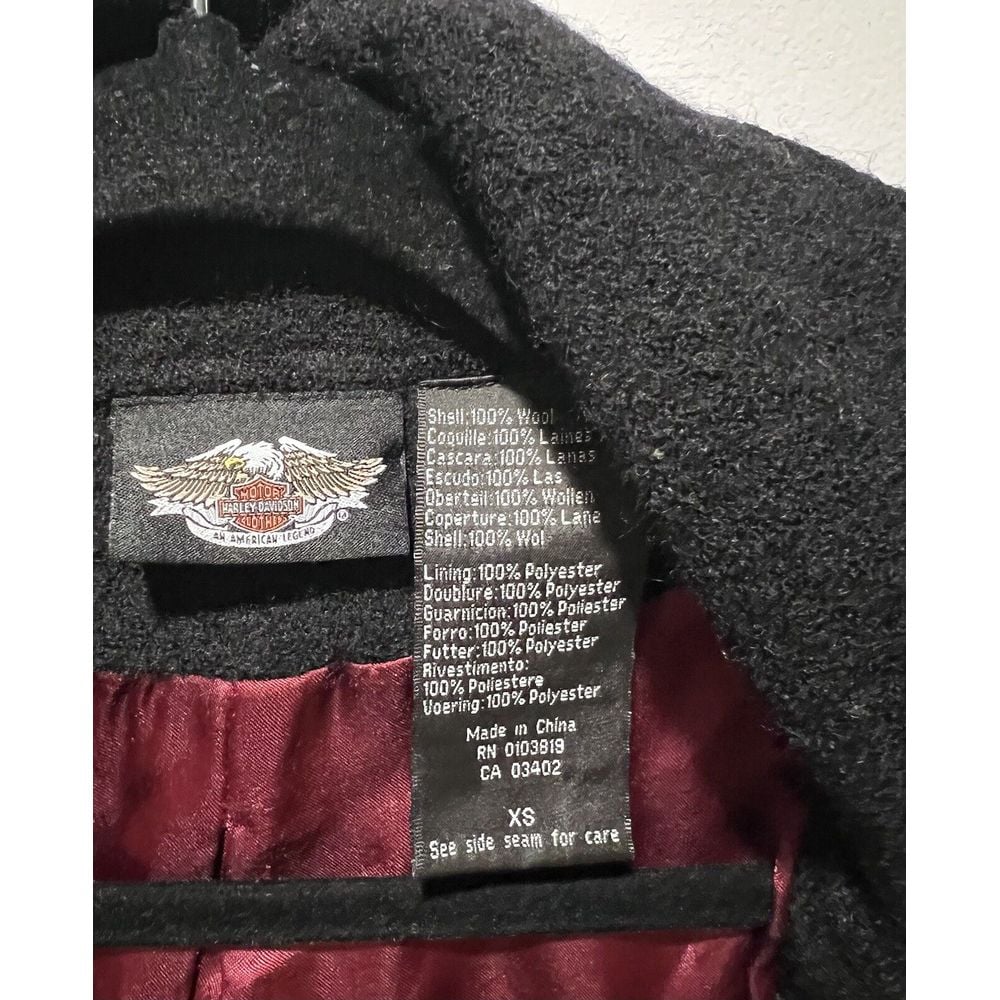 MOTOR
HARLEY-DAVIDSON
CLOTHES
AN AMERICAN LEGEND
®
Shell:100% Wool
Coquille:100% Laines
Cascara:100% Lanas
Escudo:100% Las
Oberteil:100% Wollen
Coperture:100% Lane
Shell:100% Wol
Lining:100% Polyester
Doublure:100% Polyester
Guarnicion:100% Poliester
Forro:100% Poliester
Futter:100% Polyester
Rivestimento:
100% Poliestere
Voering:100% Polyester
Made in China
RN 0103819
CA 03402
XS
See side seam for care